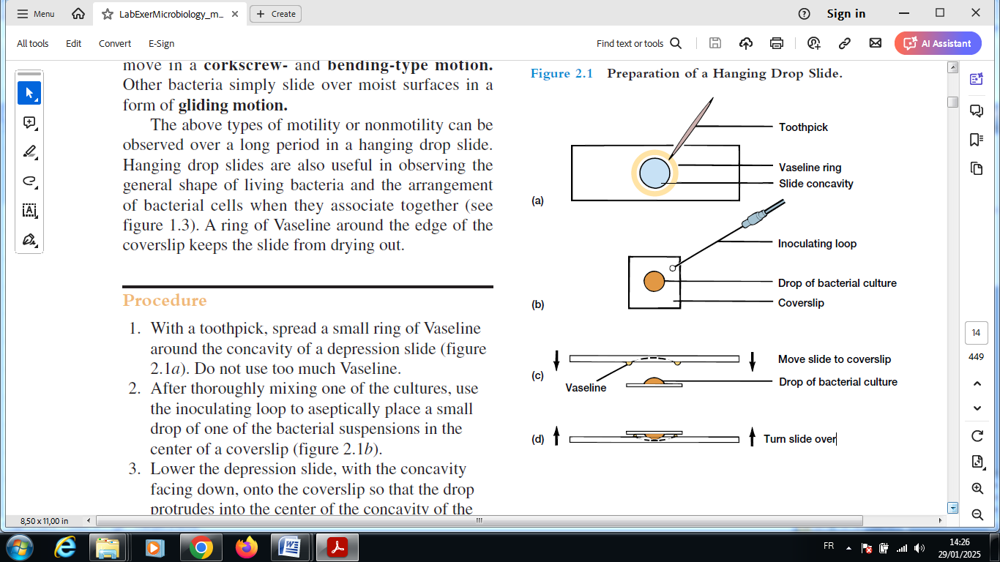 Menu
LabExerMicrobiology_m...
Create
Sign in
All tools
Edit
Convert
E-Sign
Find text or tools
AI Assistant
move in a corkscrew- and bending-type motion.
Other bacteria simply slide over moist surfaces in a
form of gliding motion.
The above types of motility or nonmotility can be
observed over a long period in a hanging drop slide.
Hanging drop slides are also useful in observing the
general shape of living bacteria and the arrangement
of bacterial cells when they associate together (see
figure 1.3). A ring of Vaseline around the edge of the
coverslip keeps the slide from drying out.
Procedure
1. With a toothpick, spread a small ring of Vaseline
around the concavity of a depression slide (figure
2.1a). Do not use too much Vaseline.
2. After thoroughly mixing one of the cultures, use
the inoculating loop to aseptically place a small
drop of one of the bacterial suspensions in the
center of a coverslip (figure 2.1b).
3. Lower the depression slide, with the concavity
facing down, onto the coverslip so that the drop
protrudes into the center of the concavity of the
Figure 2.1 Preparation of a Hanging Drop Slide.
Toothpick
Vaseline ring
Slide concavity
(a)
Inoculating loop
Drop of bacterial culture
Coverslip
(b)
Move slide to coverslip
(c)
Drop of bacterial culture
Vaseline
(d)
Turn slide over
14
449
8,50 x 11,00 in
FR
14:26
29/01/2025